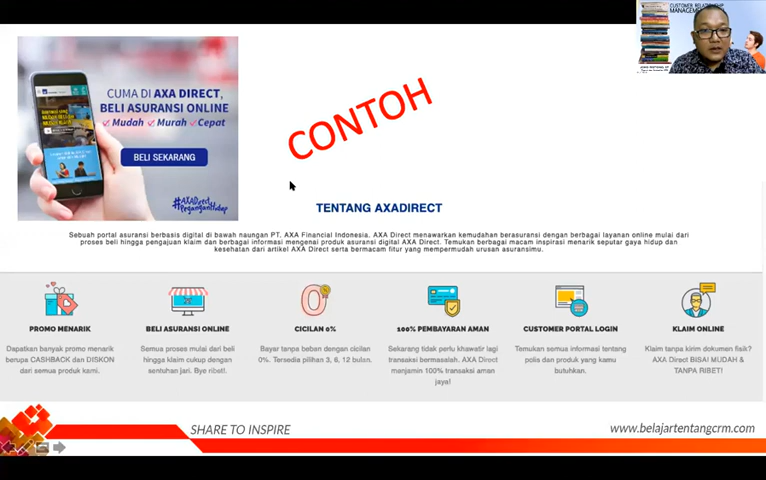 CUSTOMER RELATIONSHIP
MANAGEMENT
CUMA DI AXA DIRECT,
BELI ASURANSI ONLINE
Mudah Murah Cepat
BELI SEKARANG
#AXADirect
PeganganHidup
CONTOH
TENTANG AXADIRECT
Sebuah portal asuransi berbasis digital di bawah naungan PT. AXA Financial Indonesia. AXA Direct menawarkan kemudahan berasuransi dengan berbagai layanan online mulai dari
proses beli hingga pengajuan klaim dan berbagai informasi mengenai produk asuransi digital AXA Direct. Temukan berbagai macam inspirasi menarik seputar gaya hidup dan
kesehatan dari artikel AXA Direct serta bermacam fitur yang mempermudah urusan asuransimu.
PROMO MENARIK
Dapatkan banyak promo menarik
berupa CASHBACK dan DISKON
dari semua produk kami.
BELI ASURANSI ONLINE
Semua proses mulai dari beli
hingga klaim cukup dengan
sentuhan jari. Bye ribet!.
CICILAN 0%
Bayar tanpa beban dengan cicilan
0%. Tersedia pilihan 3, 6, 12 bulan.
100% PEMBAYARAN AMAN
Sekarang tidak perlu khawatir lagi
transaksi bermasalah. AXA Direct
menjamin 100% transaksi aman
jaya!
CUSTOMER PORTAL LOGIN
Temukan semua informasi tentang
polis dan produk yang kamu
butuhkan.
KLAIM ONLINE
Klaim tanpa kirim dokumen fisik?
AXA Direct BISA! MUDAH &
TANPA RIBET!
SHARE TO INSPIRE
www.belajartentangcrm.com